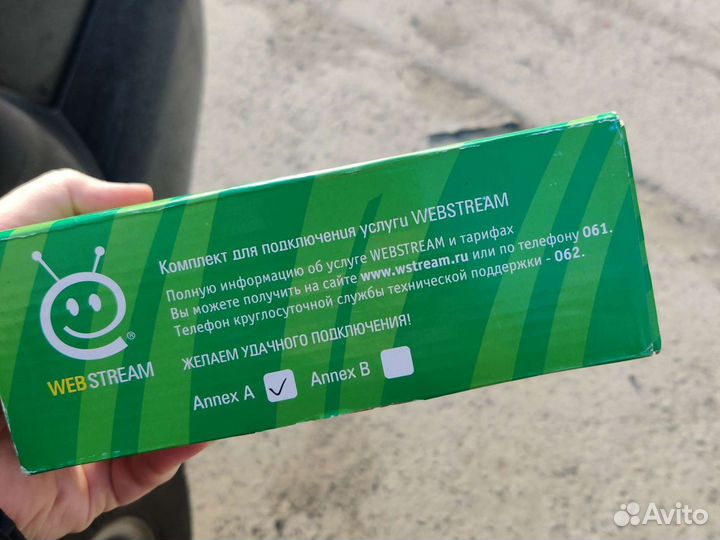 Комплект для подключения услуги WEBSTREAM
Полную информацию об услуге WEBSTREAM и тарифах
Вы можете получить на сайте www.wstream.ru или по телефону 061.
Телефон круглосуточной службы технической поддержки - 062.
ЖЕЛАЕМ УДАЧНОГО ПОДКЛЮЧЕНИЯ!
Annex A Annex B
®
WEBSTREAM
Avito